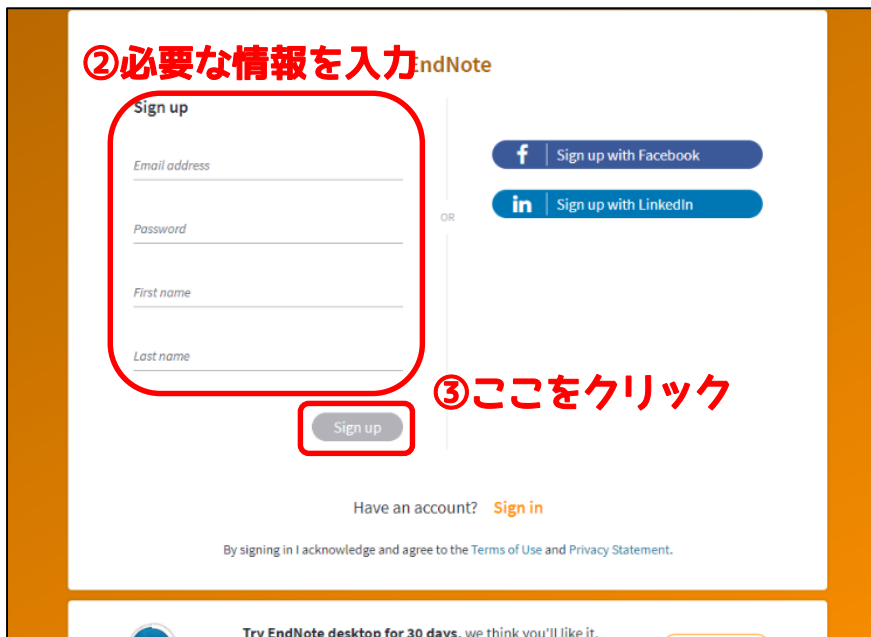 ②必要な情報を入力
EndNote
Sign up
Email address
Password
First name
Last name
OR
f Sign up with Facebook
in Sign up with LinkedIn
③ここをクリック
Sign up
Have an account? Sign in
By signing in I acknowledge and agree to the Terms of Use and Privacy Statement.
Try EndNote desktop for 30 days, we think you'll like it.